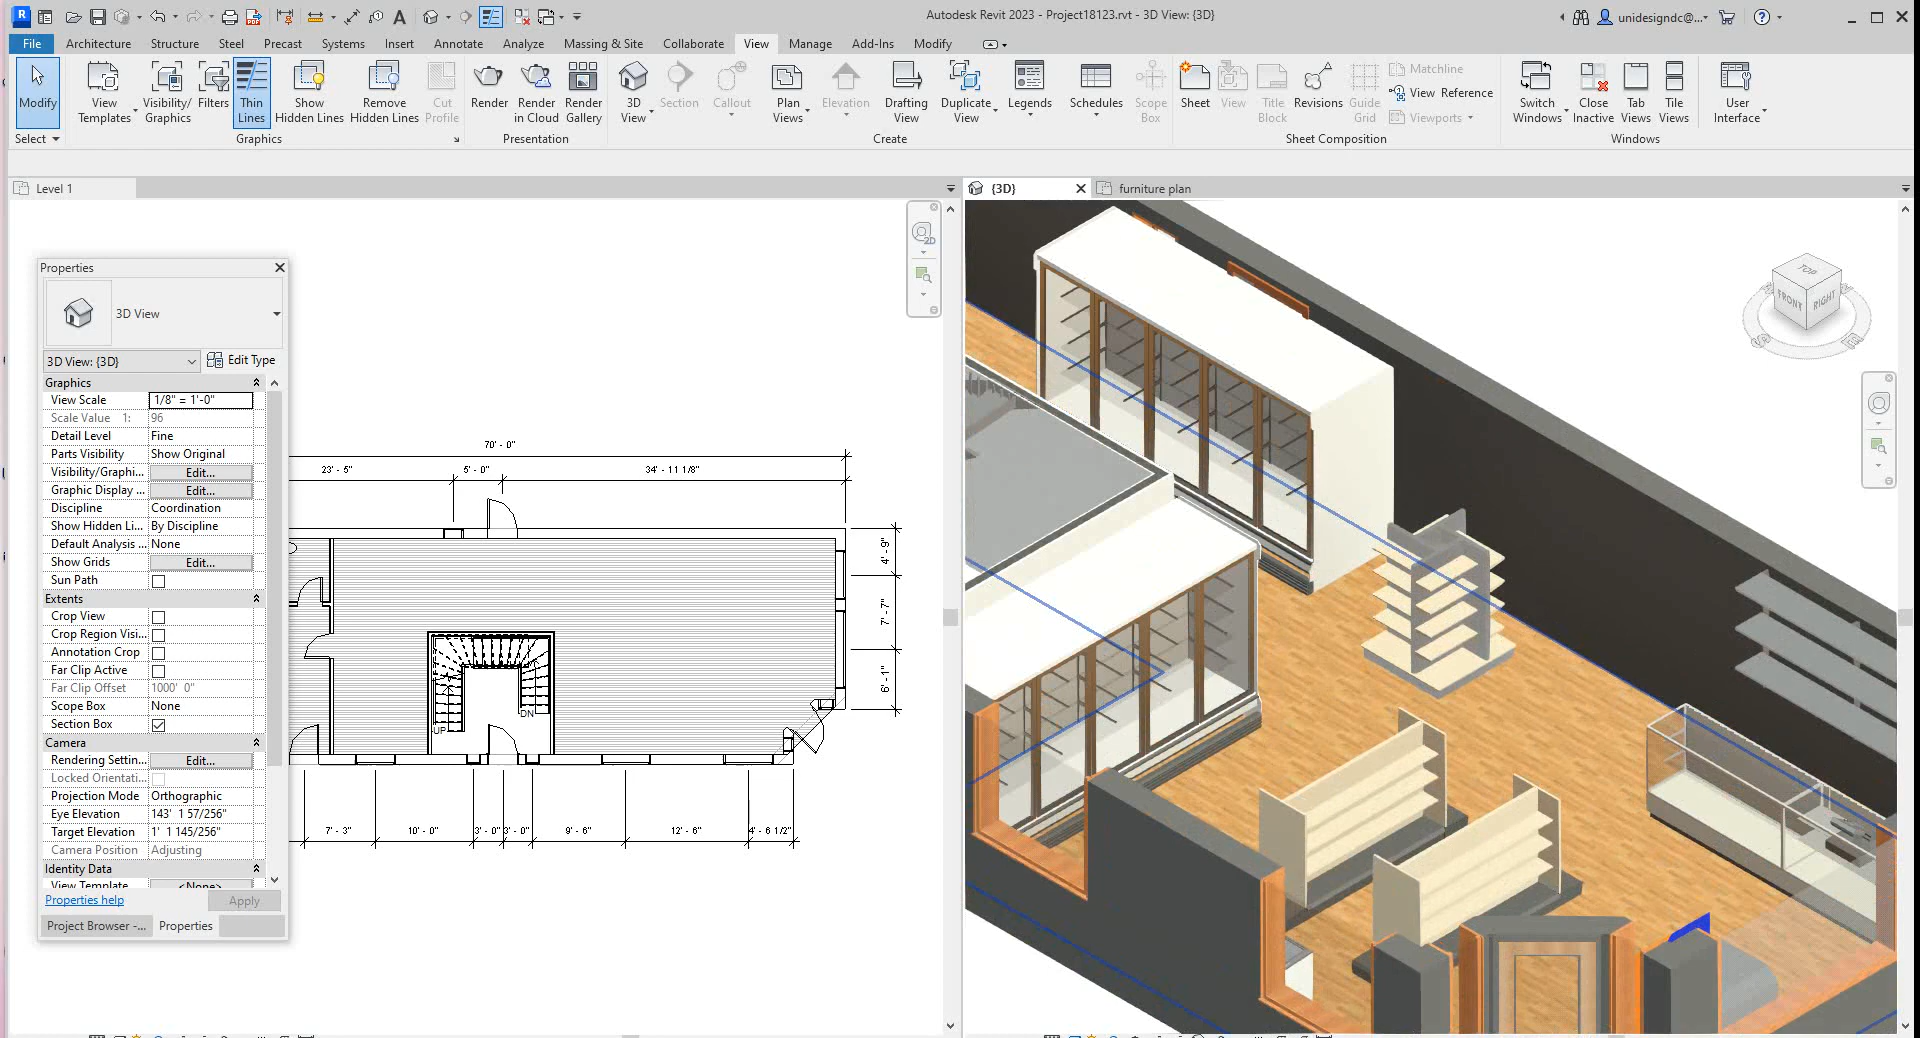 Autodesk Revit 2023 - Project18123.rvt - 3D View: {3D}
unidesigndc@...
File Architecture Structure Steel Precast Systems Insert Annotate Analyze Massing & Site Collaborate View Manage Add-Ins Modify
Modify
View Templates
Visibility/ Graphics
Filters
Thin Lines
Show Hidden Lines
Remove Hidden Lines
Cut Profile
Render
Render in Cloud
Render Gallery
3D View
Section
Callout
Plan Views
Elevation
Drafting View
Duplicate View
Legends
Schedules
Scope Box
Sheet
View
Title Block
Revisions
Guide Grid
Matchline
View Reference
Viewports
Switch Windows
Close Inactive
Tab Views
Tile Views
User Interface
Select Graphics Presentation Create Sheet Composition Windows
Level 1
{3D}
furniture plan
2D
Properties
3D View
3D View: {3D} Edit Type
Graphics
View Scale 1/8" = 1'-0"
Scale Value 1: 96
Detail Level Fine
Parts Visibility Show Original
Visibility/Graphi... Edit...
Graphic Display ... Edit...
Discipline Coordination
Show Hidden Li... By Discipline
Default Analysis ... None
Show Grids Edit...
Sun Path
Extents
Crop View
Crop Region Visi...
Annotation Crop
Far Clip Active
Far Clip Offset 1000' 0"
Scope Box None
Section Box
Camera
Rendering Settin... Edit...
Locked Orientati...
Projection Mode Orthographic
Eye Elevation 143' 1 57/256"
Target Elevation 1' 1 145/256"
Camera Position Adjusting
Identity Data
View Template <None>
Properties help Apply
Project Browser -... Properties
70' - 0"
23' - 5" 5' - 0" 34' - 11 1/8"
4' - 9"
7' - 7"
6' - 1"
UP
DN
7' - 3" 10' - 0" 3' - 0" 3' - 0" 9' - 6" 12' - 6" 4' - 6 1/2"
TOP
FRONT
RIGHT